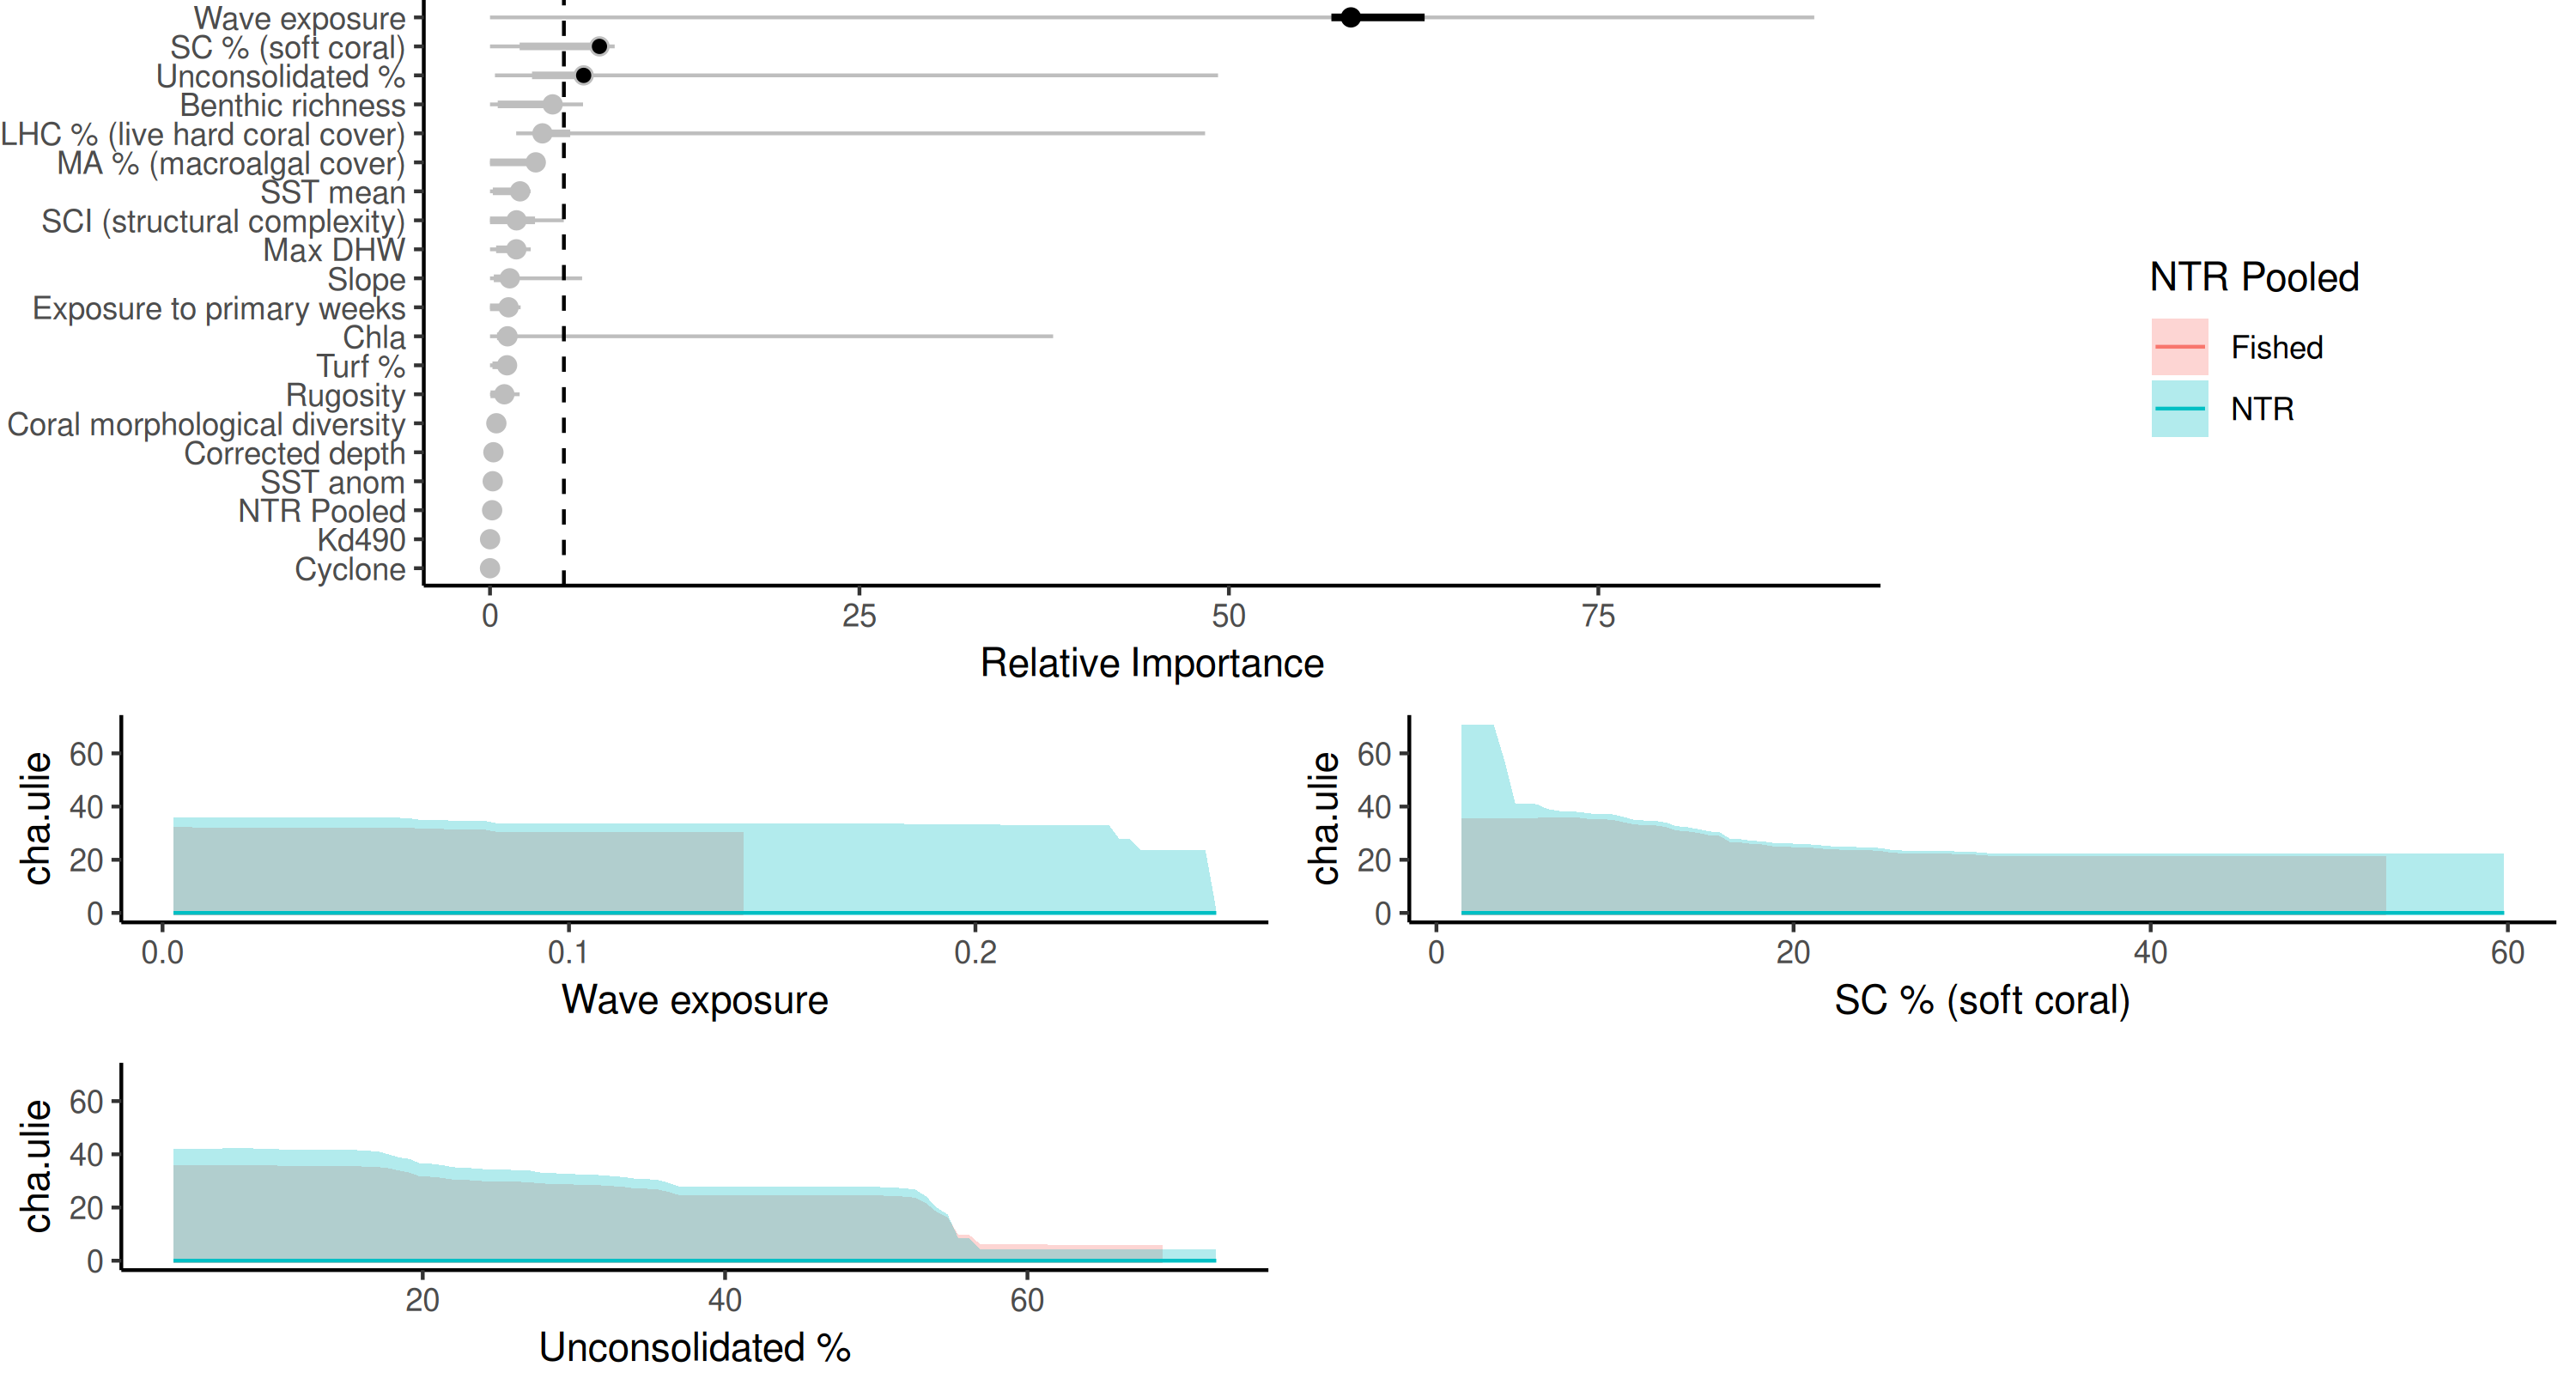 Wave exposure
SC % (soft coral)
Unconsolidated %
Benthic richness
LHC % (live hard coral cover)
MA % (macroalgal cover)
SST mean
SCI (structural complexity)
Max DHW
Slope
Exposure to primary weeks
Chla
Turf %
Rugosity
Coral morphological diversity
Corrected depth
SST anom
NTR Pooled
Kd490
Cyclone
0 25 50 75
Relative Importance
NTR Pooled
Fished
NTR
cha.ulie
60
40
20
0
0.0 0.1 0.2
Wave exposure
cha.ulie
60
40
20
0
0 20 40 60
SC % (soft coral)
cha.ulie
60
40
20
0
20 40 60
Unconsolidated %